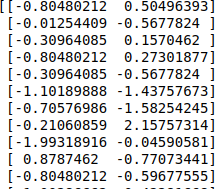 [[-0.80480212  0.50496393]
[-0.01254409 -0.5677824 ]
[-0.30964085  0.1570462 ]
[-0.80480212  0.27301877]
[-0.30964085 -0.5677824 ]
[-1.10189888 -1.43757673]
[-0.70576986 -1.58254245]
[-0.21060859  2.15757314]
[-1.99318916 -0.04590581]
[ 0.8787462  -0.77073441]
[-0.80480212 -0.59677555]